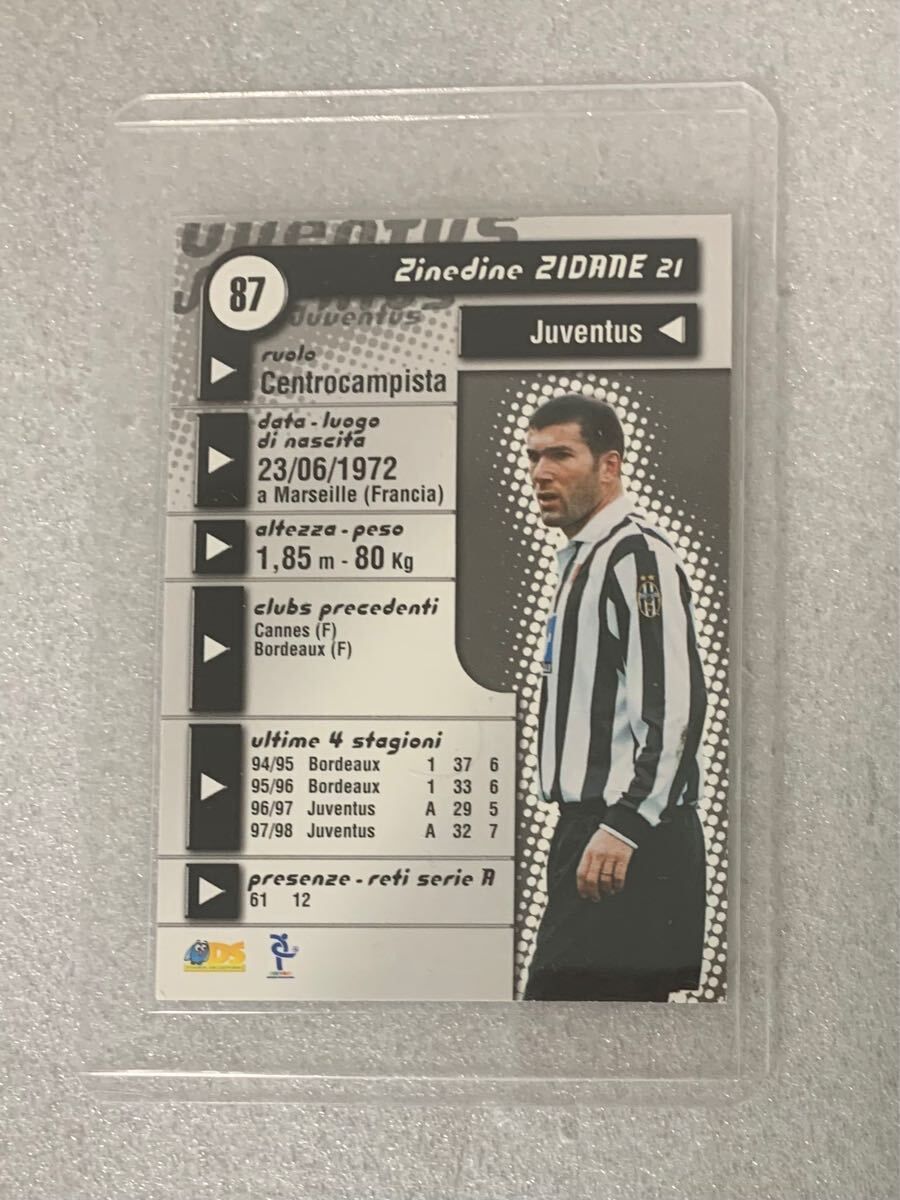 Juventus
Zinedine ZIDANE 21
87
Juventus
Juventus
ruolo
Centrocampista
data - luogo
di nascita
23/06/1972
a Marseille (Francia)
altezza - peso
1,85 m - 80 Kg
clubs precedenti
Cannes (F)
Bordeaux (F)
ultime 4 stagioni
94/95 Bordeaux 1 37 6
95/96 Bordeaux 1 33 6
96/97 Juventus A 29 5
97/98 Juventus A 32 7
presenze - reti serie A
61 12
DS